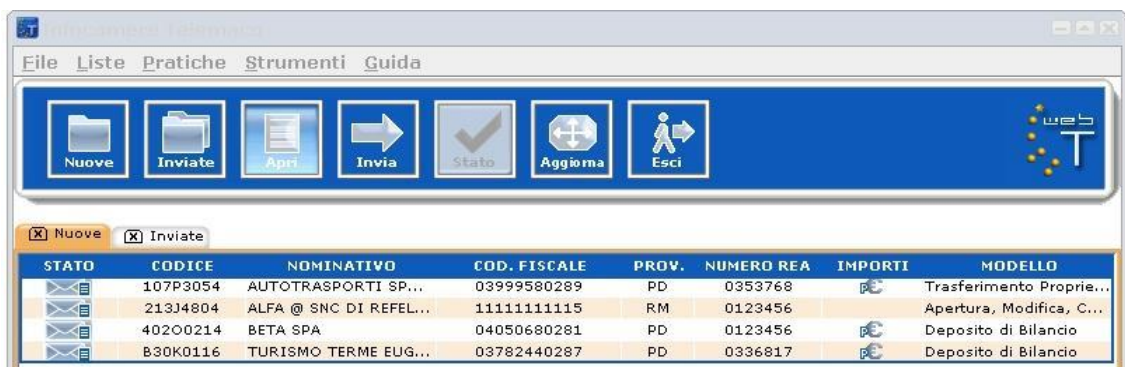 Infocamere Telemaco
File Liste Pratiche Strumenti Guida
Nuove Inviate Apri Invia Stato Aggiorna Esci
web T
Nuove Inviate
STATO CODICE NOMINATIVO COD. FISCALE PROV. NUMERO REA IMPORTI MODELLO
107P3054 AUTOTRASPORTI SP... 03999580289 PD 0353768 Trasferimento Proprie...
213J4804 ALFA @ SNC DI REFEL... 11111111115 RM 0123456 Apertura, Modifica, C...
402O0214 BETA SPA 04050680281 PD 0123456 Deposito di Bilancio
B30K0116 TURISMO TERME EUG... 03782440287 PD 0336817 Deposito di Bilancio